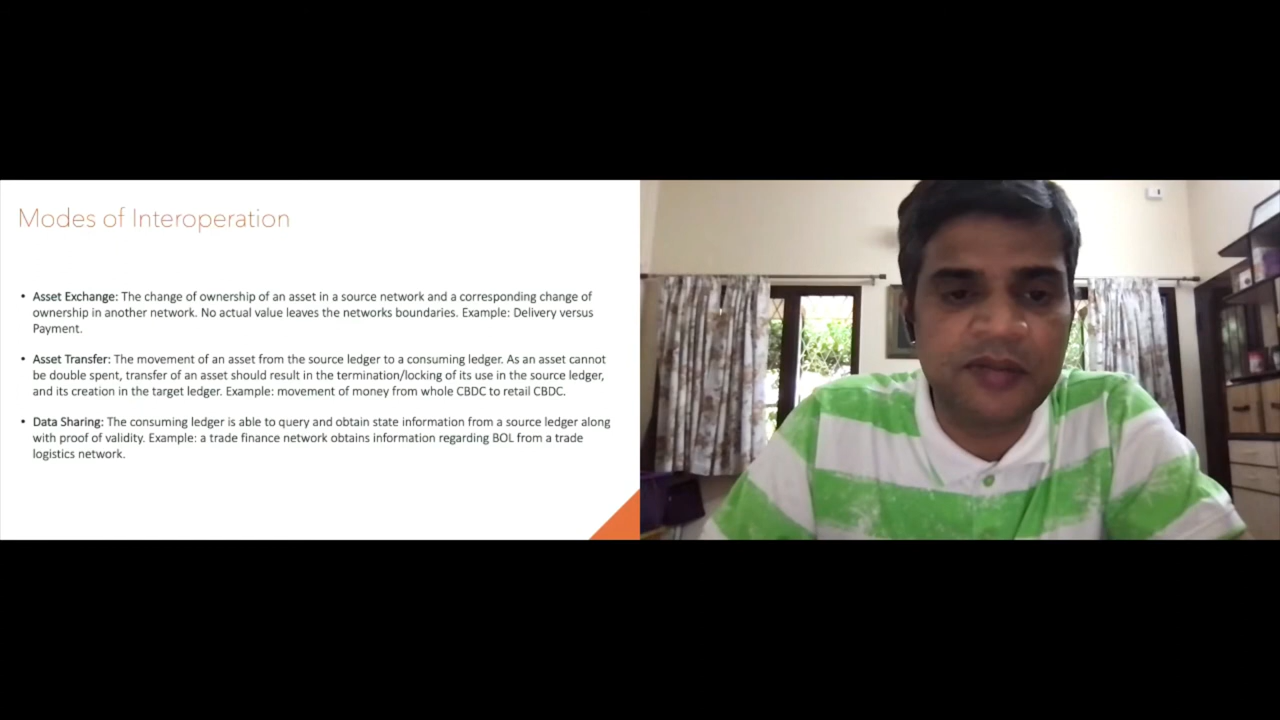 Modes of Interoperation
• Asset Exchange: The change of ownership of an asset in a source network and a corresponding change of
ownership in another network. No actual value leaves the networks boundaries. Example: Delivery versus
Payment.
• Asset Transfer: The movement of an asset from the source ledger to a consuming ledger. As an asset cannot
be double spent, transfer of an asset should result in the termination/locking of its use in the source ledger,
and its creation in the target ledger. Example: movement of money from whole CBDC to retail CBDC.
• Data Sharing: The consuming ledger is able to query and obtain state information from a source ledger along
with proof of validity. Example: a trade finance network obtains information regarding BOL from a trade
logistics network.